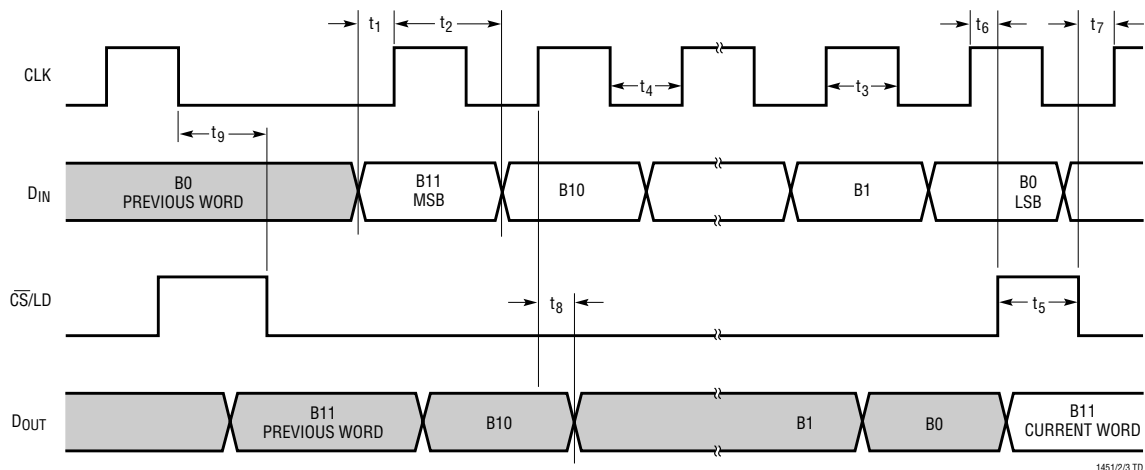 t1 t2 t6 t7
CLK
t4 t3
t9
DIN
B0
PREVIOUS WORD
B11
MSB
B10
B1
B0
LSB
CS/LD
t8
t5
DOUT
B11
PREVIOUS WORD
B10
B1
B0
B11
CURRENT WORD
1451/2/3 TD